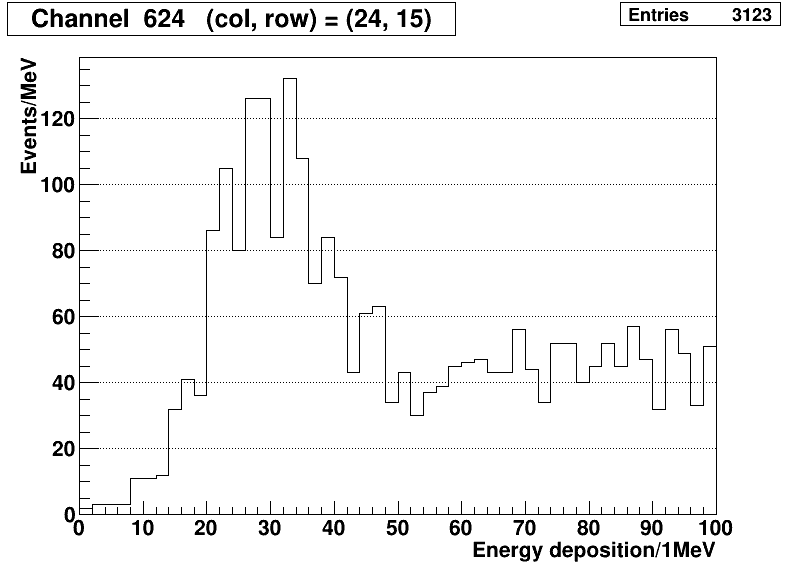 Channel 624 (col, row) = (24, 15)
Entries 3123
Events/MeV
120
100
80
60
40
20
0
0 10 20 30 40 50 60 70 80 90 100
Energy deposition/1MeV